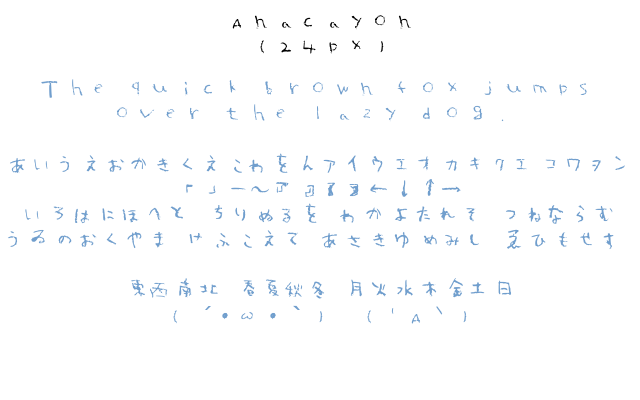 Anacayon
(24px)
The quick brown fox jumps
over the lazy dog.
あいうえおかきくえこわをんアイウエオカキクエコワヲン
「」ー～『』←↓↑→
いろはにほへと ちりぬるを わかよたれそ つねならむ
うゐのおくやま けふこえて あさきゆめみし ゑひもせす
東西南北 春夏秋冬 月火水木金土日
(´・ω・`) ('A`)